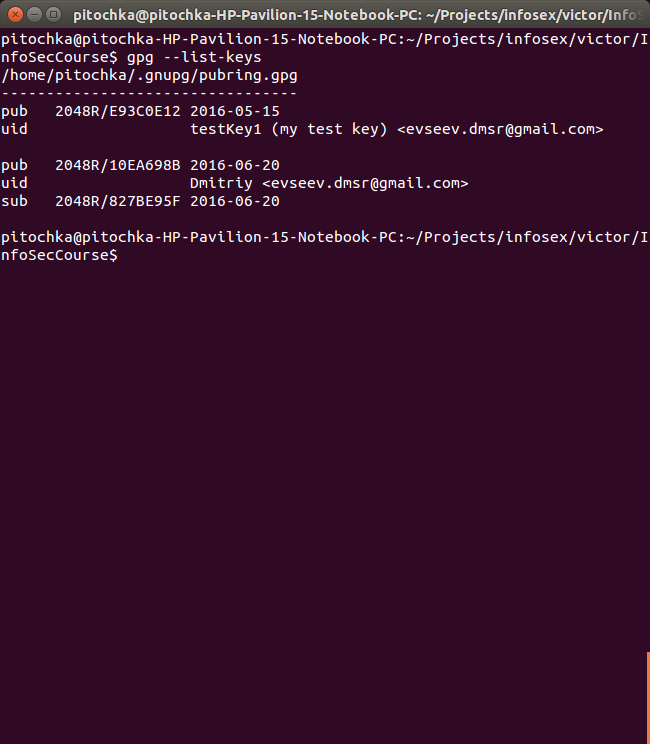 pitochka@pitochka-HP-Pavilion-15-Notebook-PC: ~/Projects/infosex/victor/Info
pitochka@pitochka-HP-Pavilion-15-Notebook-PC:~/Projects/infosex/victor/I
nfoSecCourse$ gpg --list-keys
/home/pitochka/.gnupg/pubring.gpg
---------------------------------
pub   2048R/E93C0E12 2016-05-15
uid                  testKey1 (my test key) <evseev.dmsr@gmail.com>
pub   2048R/10EA698B 2016-06-20
uid                  Dmitriy <evseev.dmsr@gmail.com>
sub   2048R/827BE95F 2016-06-20
pitochka@pitochka-HP-Pavilion-15-Notebook-PC:~/Projects/infosex/victor/I
nfoSecCourse$